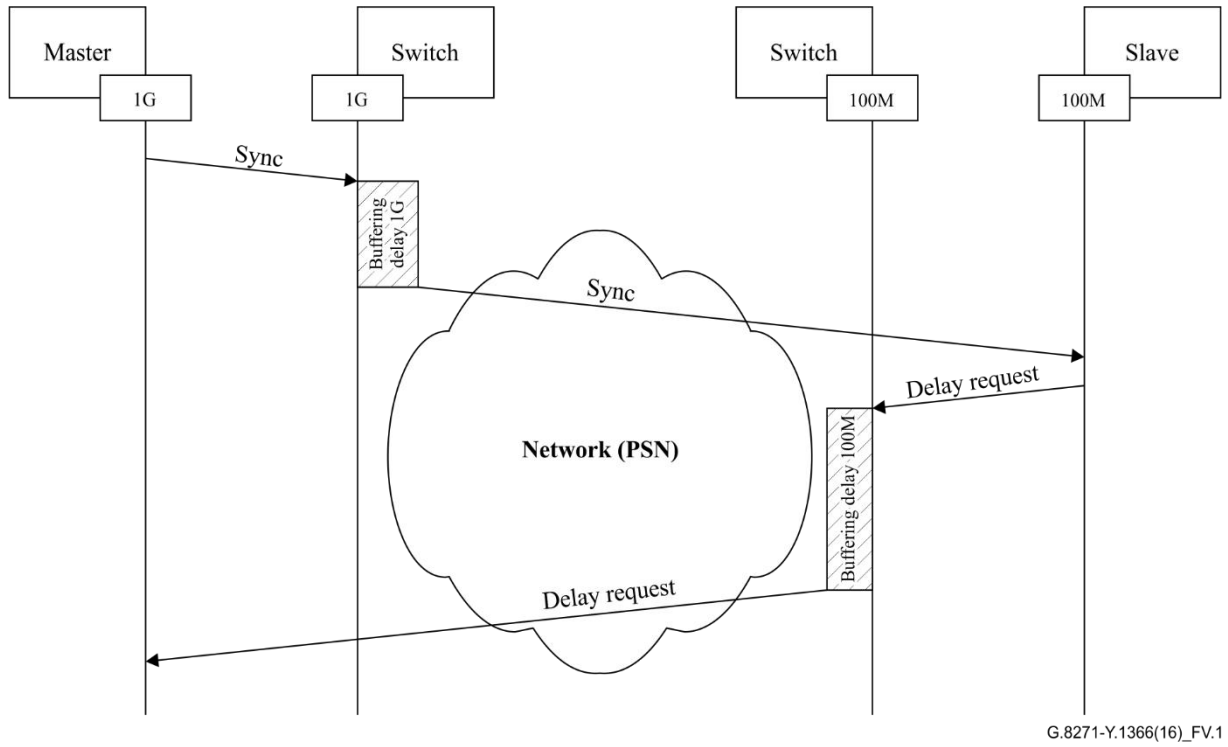 Master
Switch
Switch
Slave
1G
1G
100M
100M
Sync
Buffering
delay 1G
Sync
Delay request
Network (PSN)
Buffering delay 100M
Delay request
G.8271-Y.1366(16)_FV.1